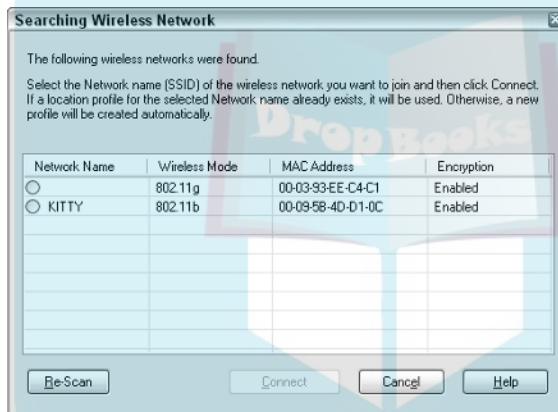 Searching Wireless Network
The following wireless networks were found.
Select the Network name (SSID) of the wireless network you want to join and then click Connect.
If a location profile for the selected Network name already exists, it will be used. Otherwise, a new
profile will be created automatically.
DropBooks
Network Name Wireless Mode MAC Address Encryption
802.11g 00-03-93-EE-C4-C1 Enabled
KITTY 802.11b 00-09-5B-4D-D1-0C Enabled
Re-Scan Connect Cancel Help